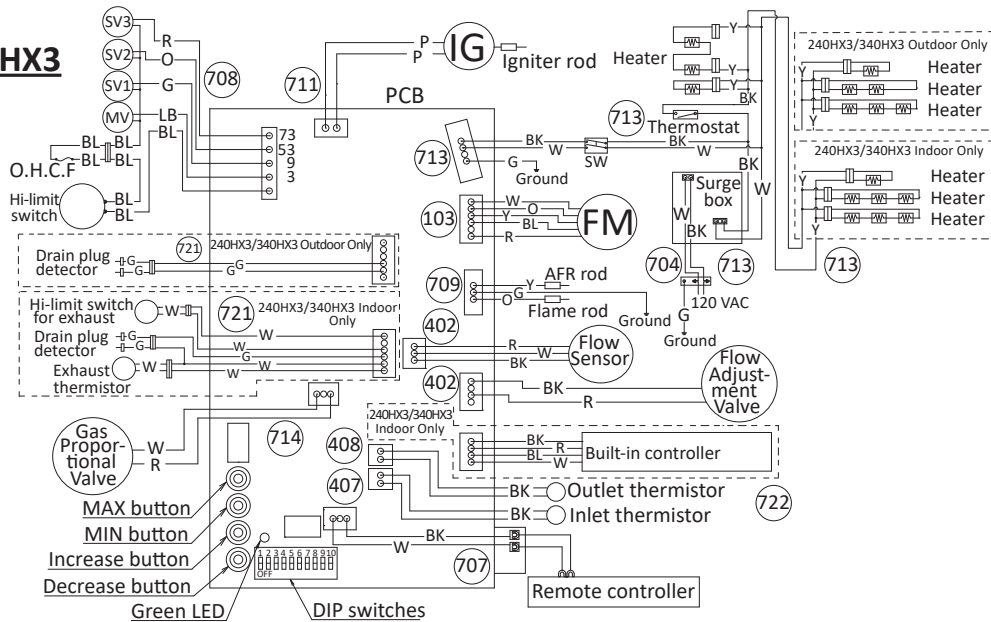 HX3
SV3
SV2
SV1
MV
R
O
G
LB
BL
BL
BL
BL
BL
O.H.C.F
Hi-limit
switch
BL
BL
708
73
53
9
3
711
P
P
IG
Igniter rod
PCB
713
BK
W
G
Ground
SW
BK
W
713
Thermostat
Heater
Y
Y
Y
BK
BK
W
240HX3/340HX3 Outdoor Only
Y
Y
Heater
Heater
Heater
240HX3/340HX3 Indoor Only
Y
Y
Heater
Heater
Heater
713
Surge
box
W
BK
704
713
120 VAC
G
Ground
103
W
O
Y
BL
R
FM
709
Y
G
O
AFR rod
Flame rod
Ground
721
240HX3/340HX3 Outdoor Only
Drain plug
detector
G
G
G
G
Hi-limit switch
for exhaust
W
721
240HX3/340HX3 Indoor
Only
Drain plug
detector
G
G
Exhaust
thermistor
W
W
W
G
W
W
402
R
W
BK
Flow
Sensor
402
BK
R
Flow
Adjust-
ment
Valve
Gas
Propor-
tional
Valve
W
R
714
240HX3/340HX3
Indoor Only
BK
R
BL
W
Built-in controller
722
408
BK
Outlet thermistor
407
BK
Inlet thermistor
BK
W
707
Remote controller
MAX button
MIN button
Increase button
Decrease button
Green LED
1 2 3 4 5 6 7 8 9 10
OFF
DIP switches